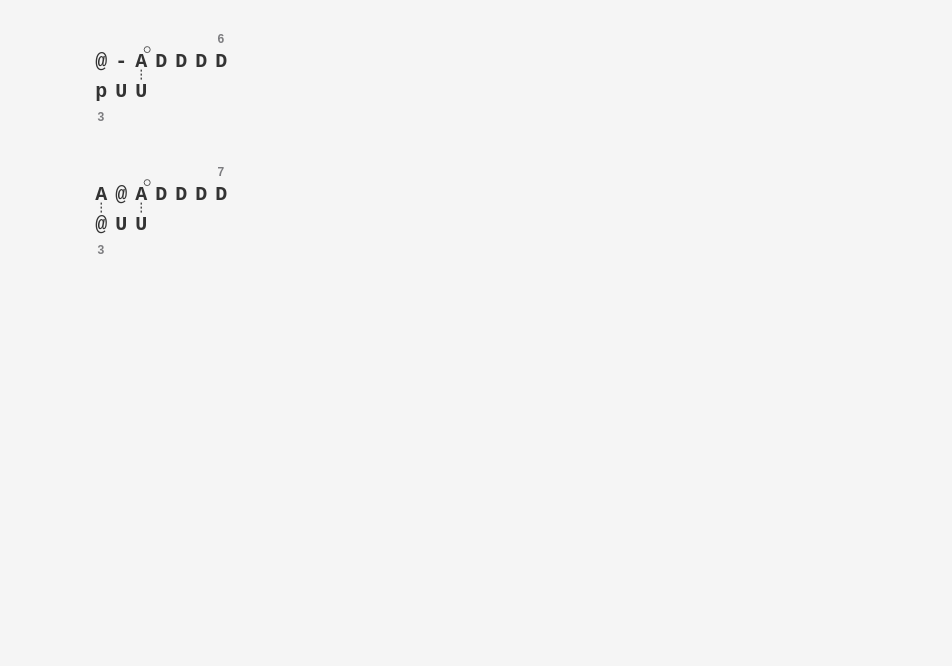 6
@ - A D D D D
p U U
3
7
A @ A D D D D
@ U U
3